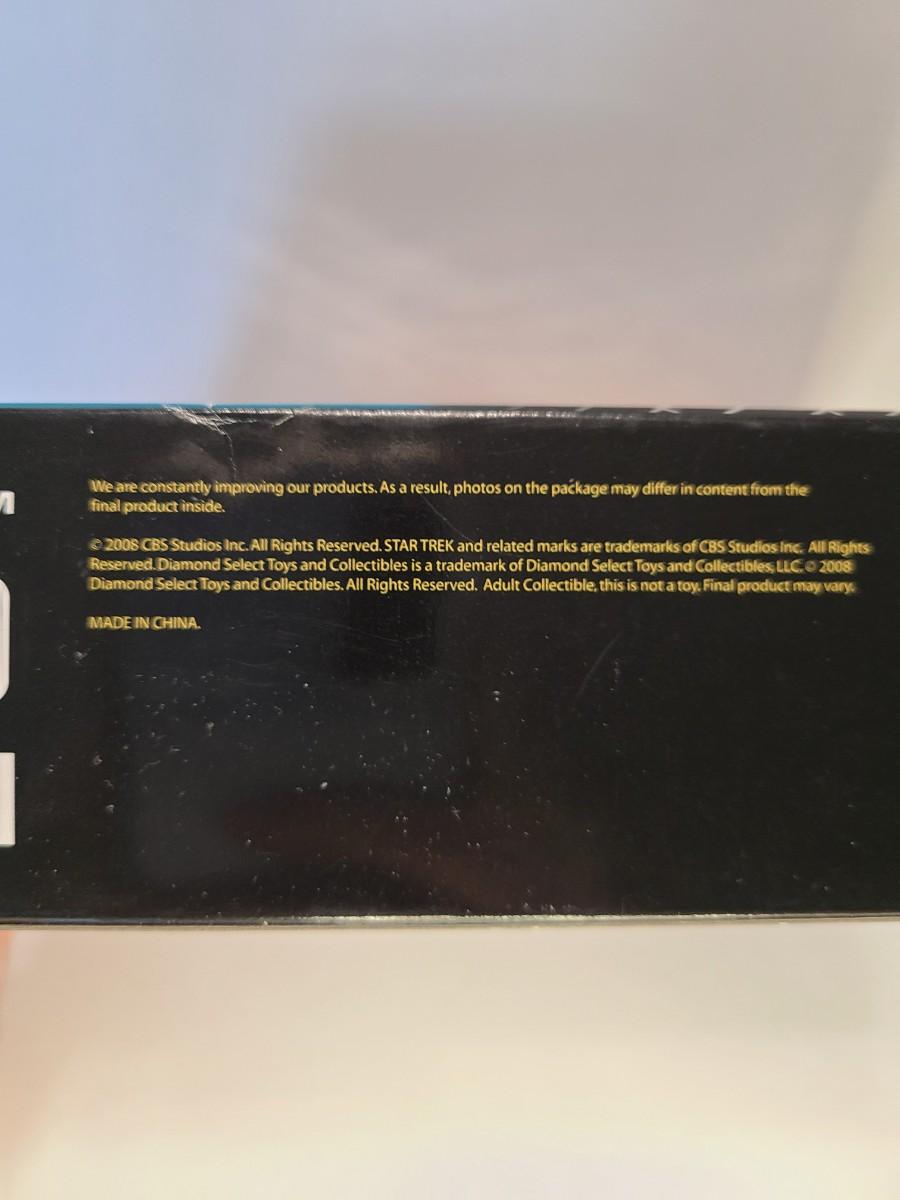 We are constantly improving our products. As a result, photos on the package may differ in content from the
final product inside.
© 2008 CBS Studios Inc. All Rights Reserved. STAR TREK and related marks are trademarks of CBS Studios Inc. All Rights
Reserved. Diamond Select Toys and Collectibles is a trademark of Diamond Select Toys and Collectibles, LLC. © 2008
Diamond Select Toys and Collectibles. All Rights Reserved. Adult Collectible, this is not a toy. Final product may vary.
MADE IN CHINA.